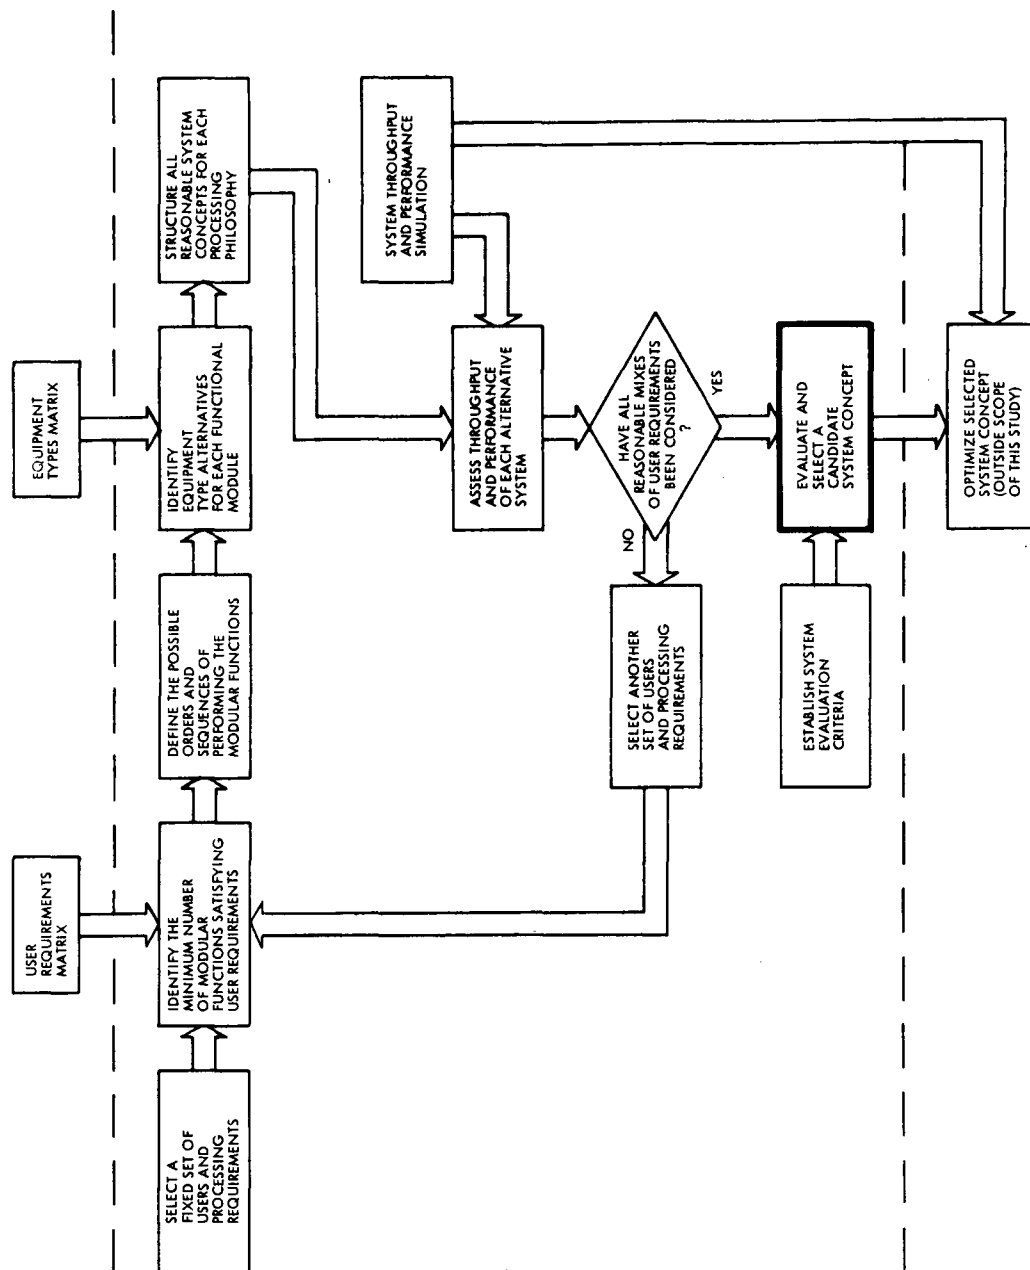 USER
REQUIREMENTS
MATRIX
EQUIPMENT
TYPES MATRIX
SELECT A
FIXED SET OF
USERS AND
PROCESSING
REQUIREMENTS
IDENTIFY THE
MINIMUM NUMBER
OF MODULAR
FUNCTIONS SATISFYING
USER REQUIREMENTS
DEFINE THE POSSIBLE
ORDERS AND
SEQUENCES OF
PERFORMING THE
MODULAR FUNCTIONS
IDENTIFY
EQUIPMENT
TYPE ALTERNATIVES
FOR EACH FUNCTIONAL
MODULE
STRUCTURE ALL
REASONABLE SYSTEM
CONCEPTS FOR EACH
PROCESSING
PHILOSOPHY
SYSTEM THROUGHPUT
AND PERFORMANCE
SIMULATION
ASSESS THROUGHPUT
AND PERFORMANCE
OF EACH ALTERNATIVE
SYSTEM
HAVE ALL
REASONABLE MIXES
OF USER REQUIREMENTS
BEEN CONSIDERED
?
NO
YES
SELECT ANOTHER
SET OF USERS
AND PROCESSING
REQUIREMENTS
ESTABLISH SYSTEM
EVALUATION
CRITERIA
EVALUATE AND
SELECT A
CANDIDATE
SYSTEM CONCEPT
OPTIMIZE SELECTED
SYSTEM CONCEPT
(OUTSIDE SCOPE
OF THIS STUDY)